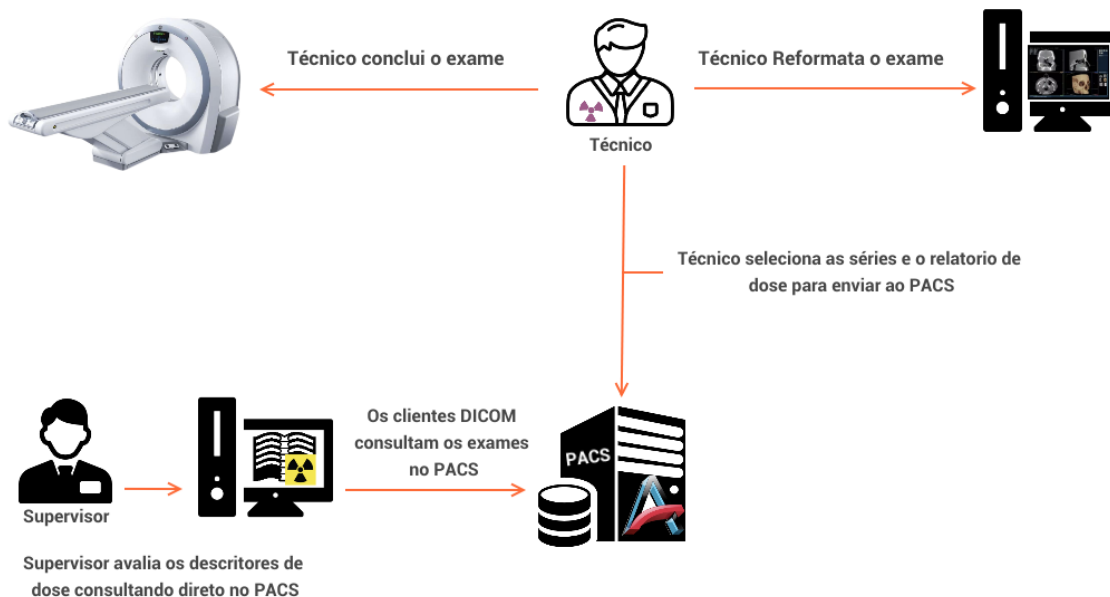 Técnico conclui o exame
Técnico Reformata o exame
Técnico
Técnico seleciona as séries e o relatorio de
dose para enviar ao PACS
Os clientes DICOM
consultam os exames
no PACS
PACS
Supervisor
Supervisor avalia os descritores de
dose consultando direto no PACS